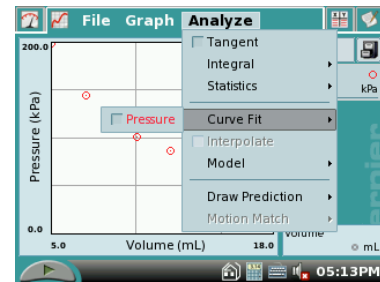 File Graph Analyze
200.0
Tangent
Integral
Statistics
kPa
Pressure
Curve Fit
Interpolate
Model
Draw Prediction
Motion Match
Pressure (kPa)
0.0
5.0 Volume (mL) 18.0
Volume
mL
05:13PM